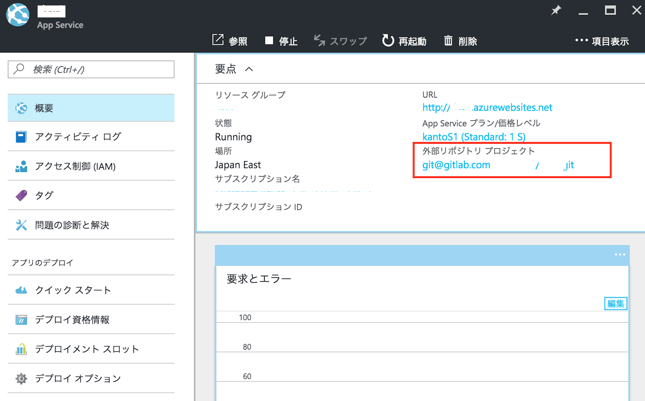 App Service
参照
停止
スワップ
再起動
削除
項目表示
検索 (Ctrl+/)
概要
アクティビティ ログ
アクセス制御 (IAM)
タグ
問題の診断と解決
アプリのデプロイ
クイック スタート
デプロイ資格情報
デプロイメント スロット
デプロイ オプション
要点
リソース グループ
状態
Running
場所
Japan East
サブスクリプション名
サブスクリプション ID
URL
http:// .azurewebsites.net
App Service プラン/価格レベル
kantoS1 (Standard: 1 S)
外部リポジトリ プロジェクト
git@gitlab.com / .git
要求とエラー
編集
100
80
60